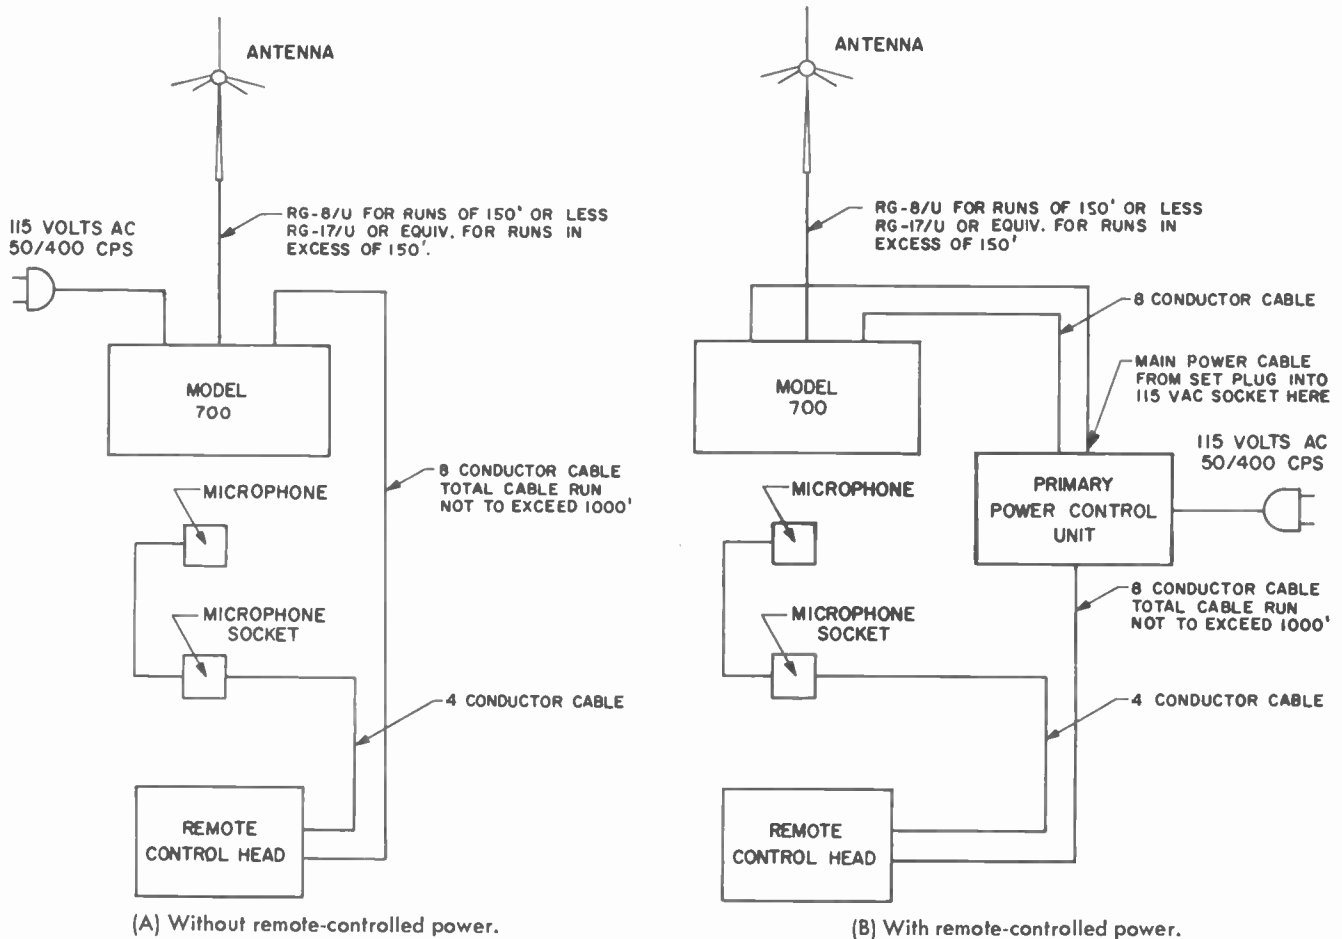 ANTENNA
RG-8/U FOR RUNS OF 150' OR LESS
RG-17/U OR EQUIV. FOR RUNS IN
EXCESS OF 150'.
115 VOLTS AC
50/400 CPS
MODEL
700
8 CONDUCTOR CABLE
TOTAL CABLE RUN
NOT TO EXCEED 1000'
MICROPHONE
MICROPHONE
SOCKET
4 CONDUCTOR CABLE
REMOTE
CONTROL HEAD
(A) Without remote-controlled power.
ANTENNA
RG-8/U FOR RUNS OF 150' OR LESS
RG-17/U OR EQUIV. FOR RUNS IN
EXCESS OF 150'
8 CONDUCTOR CABLE
MODEL
700
MAIN POWER CABLE
FROM SET PLUG INTO
115 VAC SOCKET HERE
115 VOLTS AC
50/400 CPS
PRIMARY
POWER CONTROL
UNIT
MICROPHONE
8 CONDUCTOR CABLE
TOTAL CABLE RUN
NOT TO EXCEED 1000'
MICROPHONE
SOCKET
4 CONDUCTOR CABLE
REMOTE
CONTROL HEAD
(B) With remote-controlled power.